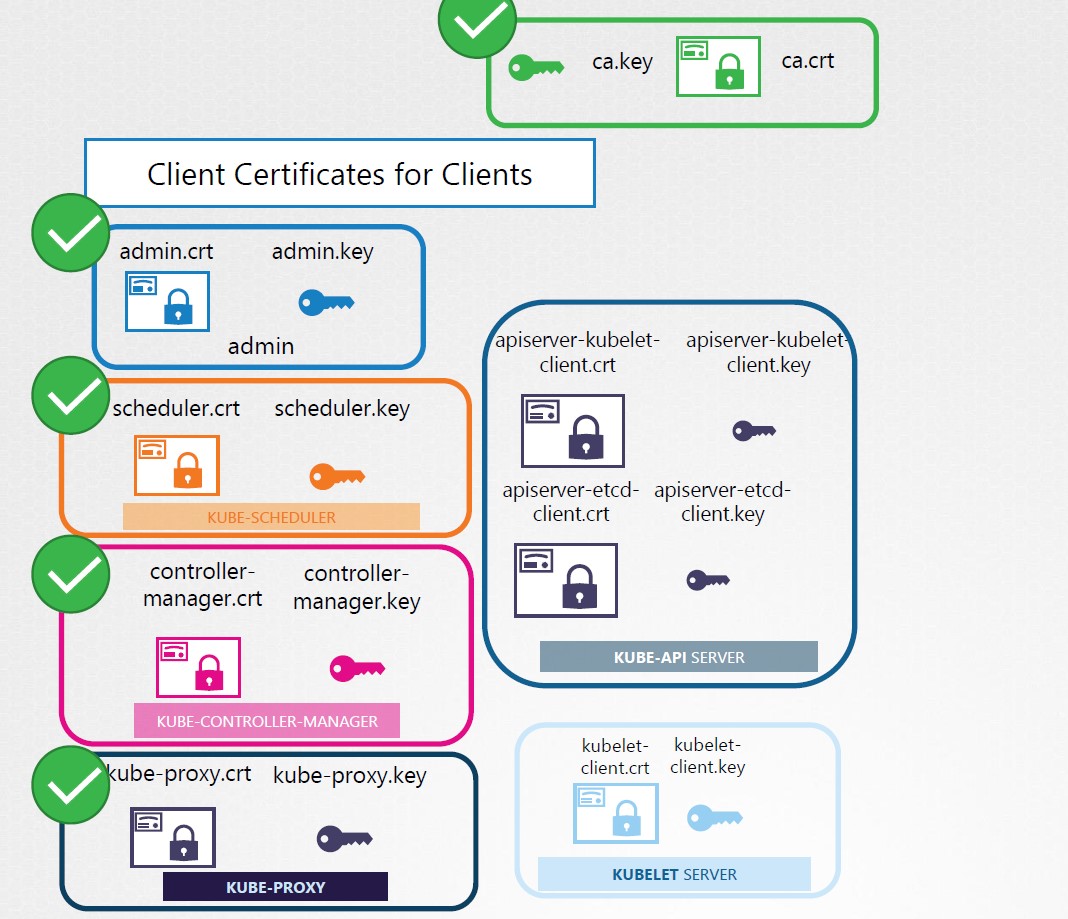 ca.key ca.crt
Client Certificates for Clients
admin.crt admin.key
admin
scheduler.crt scheduler.key
KUBE-SCHEDULER
controller-
manager.crt
controller-
manager.key
KUBE-CONTROLLER-MANAGER
kube-proxy.crt kube-proxy.key
KUBE-PROXY
apiserver-kubelet-
client.crt
apiserver-kubelet-
client.key
apiserver-etcd-
client.crt
apiserver-etcd-
client.key
KUBE-API SERVER
kubelet-
client.crt
kubelet-
client.key
KUBELET SERVER